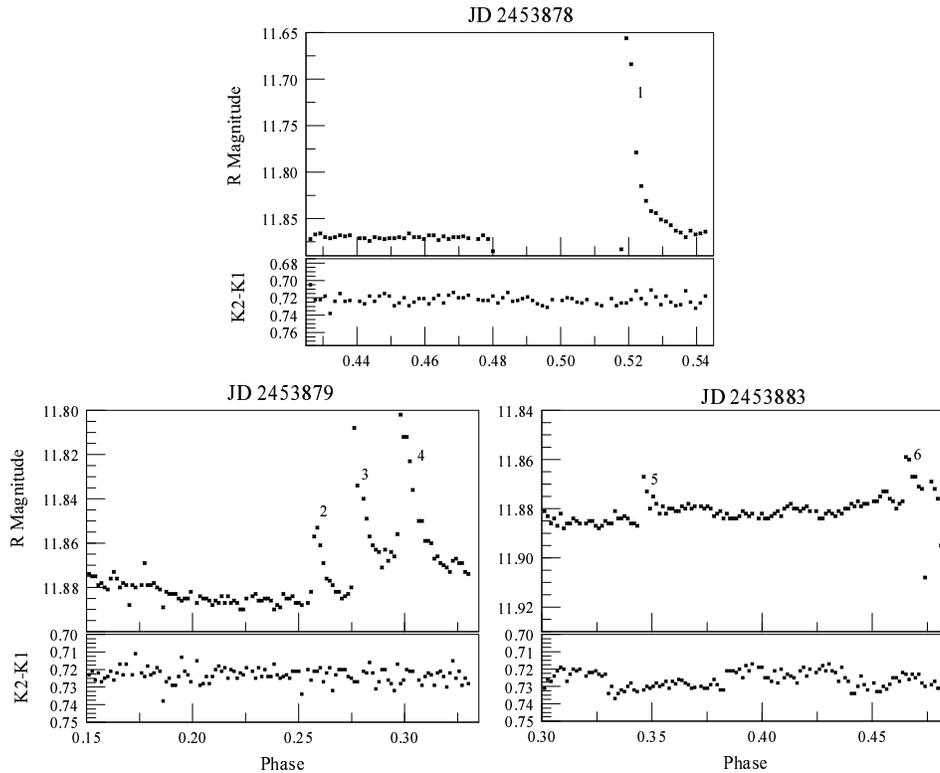 JD 2453878
11.65
11.70
11.75
11.80
11.85
R Magnitude
1
0.68
0.70
0.72
0.74
0.76
K2-K1
0.44 0.46 0.48 0.50 0.52 0.54
JD 2453879
11.80
11.82
11.84
11.86
11.88
R Magnitude
2 3 4
0.70
0.71
0.72
0.73
0.74
0.75
K2-K1
0.15 0.20 0.25 0.30
Phase
JD 2453883
11.84
11.86
11.88
11.90
11.92
5 6
0.70
0.71
0.72
0.73
0.74
0.75
0.30 0.35 0.40 0.45
Phase